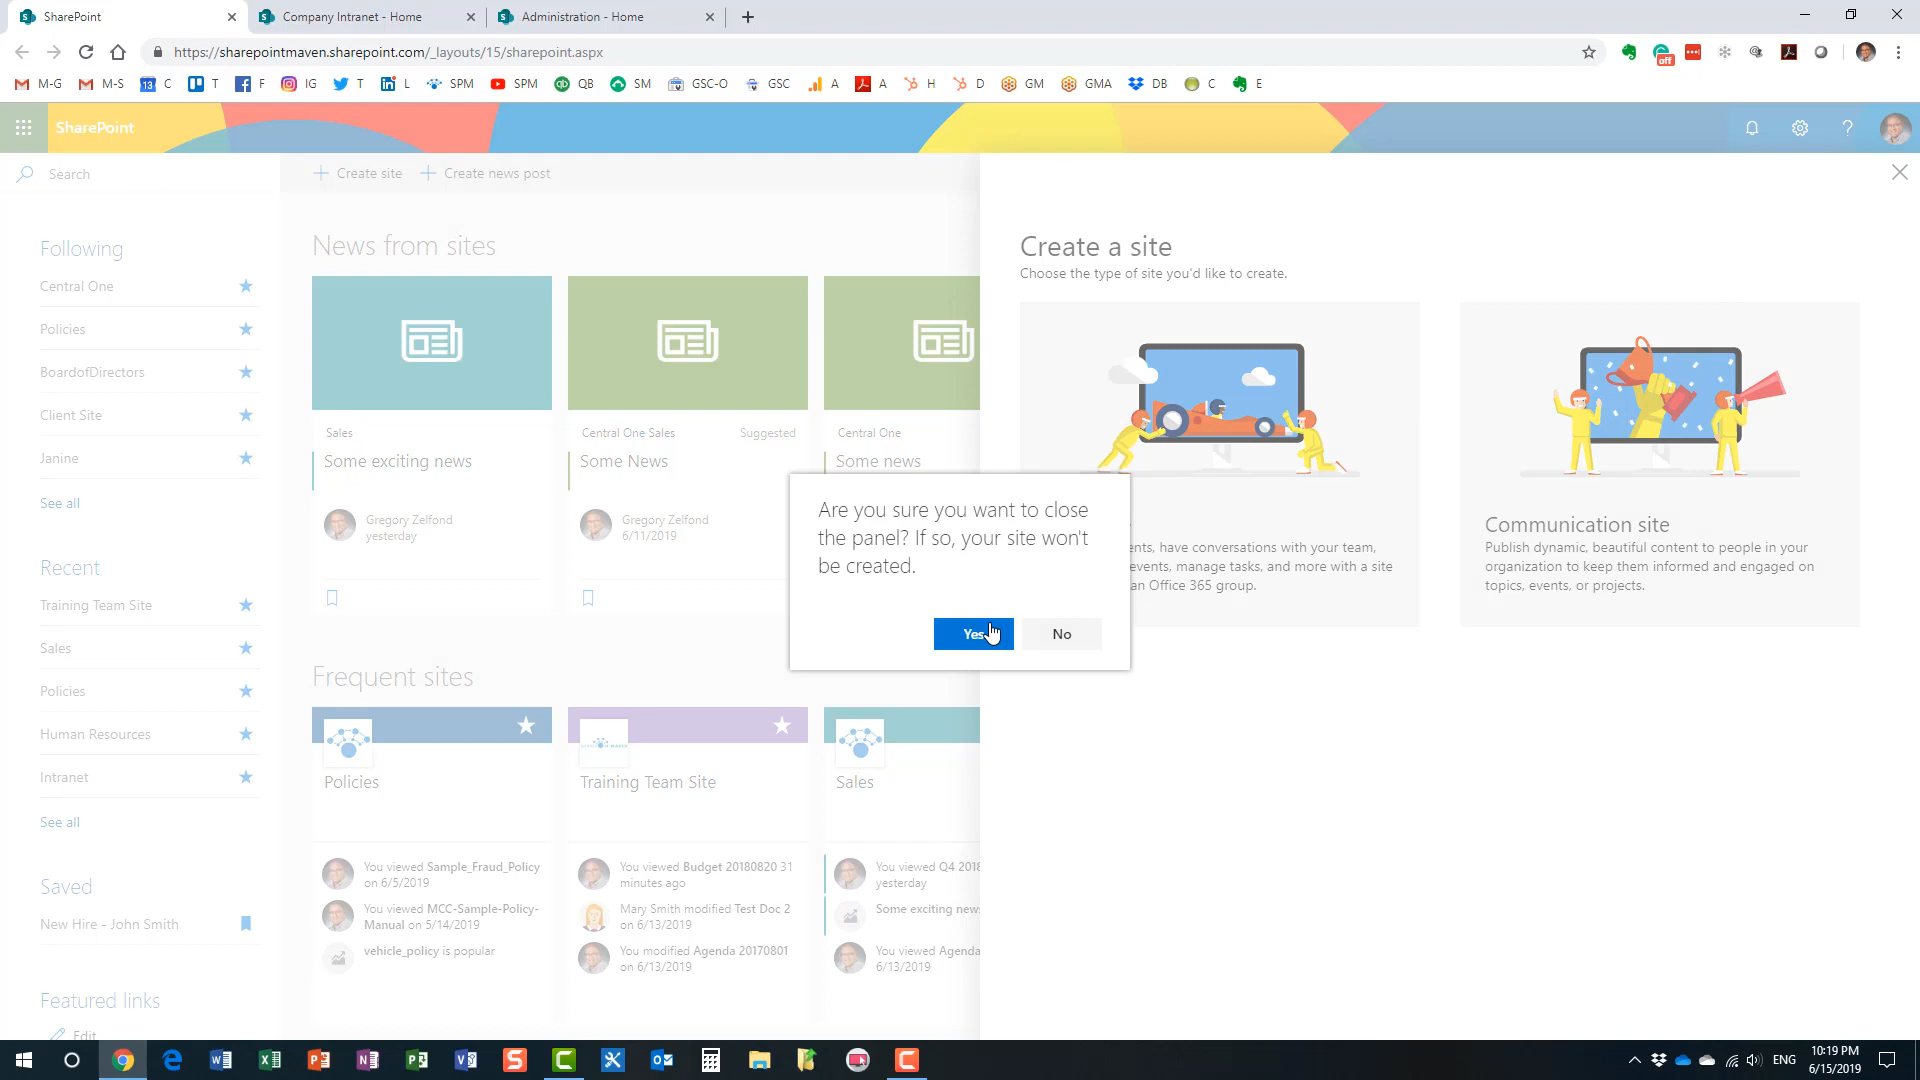 SharePoint
Company Intranet - Home
Administration - Home
https://sharepointmaven.sharepoint.com/_layouts/15/sharepoint.aspx
off
M-G
M-S
13
C
T
F
IG
T
L
SPM
SPM
QB
SM
GSC-O
GSC
A
A
H
D
GM
GMA
DB
C
E
SharePoint
Search
Create site
Create news post
Following
Central One
Policies
BoardofDirectors
Client Site
Janine
See all
Recent
Training Team Site
Sales
Policies
Human Resources
Intranet
See all
Saved
New Hire - John Smith
Featured links
Edit
News from sites
Sales
Some exciting news
Gregory Zelfond
yesterday
Central One Sales
Suggested
Some News
Gregory Zelfond
6/11/2019
Central One
Some news
Frequent sites
Policies
You viewed Sample_Fraud_Policy
on 6/5/2019
You viewed MCC-Sample-Policy-
Manual on 5/14/2019
vehicle_policy is popular
Training Team Site
You viewed Budget 20180820 31
minutes ago
Mary Smith modified Test Doc 2
on 6/13/2019
You modified Agenda 20170801
on 6/13/2019
Sales
You viewed Q4 2018
yesterday
Some exciting news
You viewed Agenda
6/13/2019
Create a site
Choose the type of site you'd like to create.
ents, have conversations with your team,
events, manage tasks, and more with a site
an Office 365 group.
Communication site
Publish dynamic, beautiful content to people in your
organization to keep them informed and engaged on
topics, events, or projects.
Are you sure you want to close
the panel? If so, your site won't
be created.
Yes
No
ENG
10:19 PM
6/15/2019